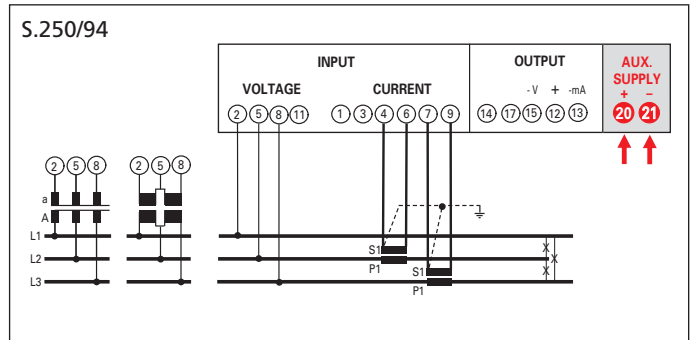 S.250/94
INPUT
OUTPUT
AUX. SUPPLY
VOLTAGE
CURRENT
-V + -mA
+ −
2 5 8 11
1 3 4 6 7 9
14 17 15 12 13
20 21
2 5 8
2 5 8
a
A
L1
L2
L3
S1
P1
S1
P1
x
x
x